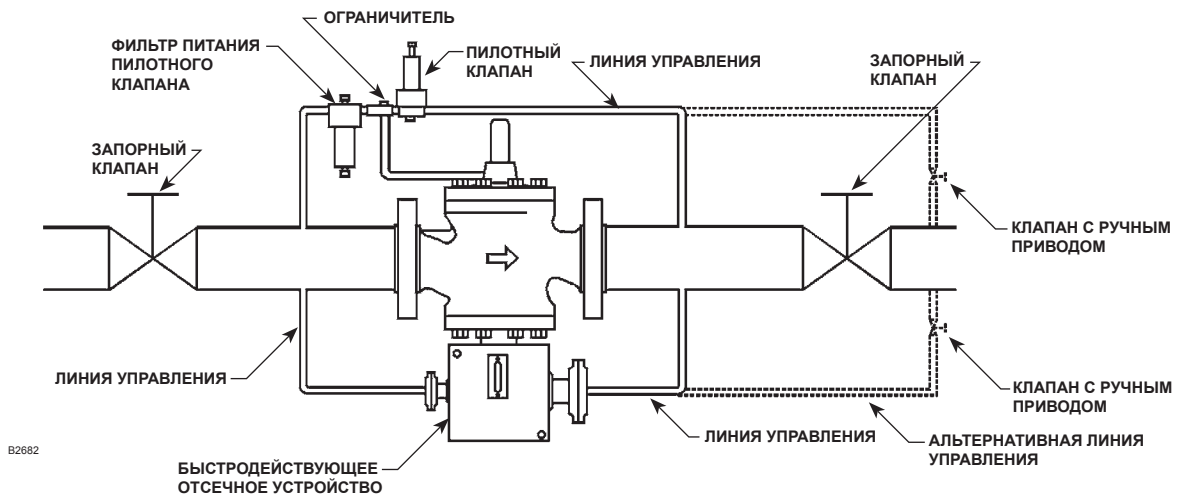 ОГРАНИЧИТЕЛЬ
ФИЛЬТР ПИТАНИЯ
ПИЛОТНОГО
КЛАПАНА
ПИЛОТНЫЙ
КЛАПАН
ЛИНИЯ УПРАВЛЕНИЯ
ЗАПОРНЫЙ
КЛАПАН
ЗАПОРНЫЙ
КЛАПАН
КЛАПАН С РУЧНЫМ
ПРИВОДОМ
ЛИНИЯ УПРАВЛЕНИЯ
КЛАПАН С РУЧНЫМ
ПРИВОДОМ
ЛИНИЯ УПРАВЛЕНИЯ
АЛЬТЕРНАТИВНАЯ ЛИНИЯ
УПРАВЛЕНИЯ
B2682
БЫСТРОДЕЙСТВУЮЩЕЕ
ОТСЕЧНОЕ УСТРОЙСТВО